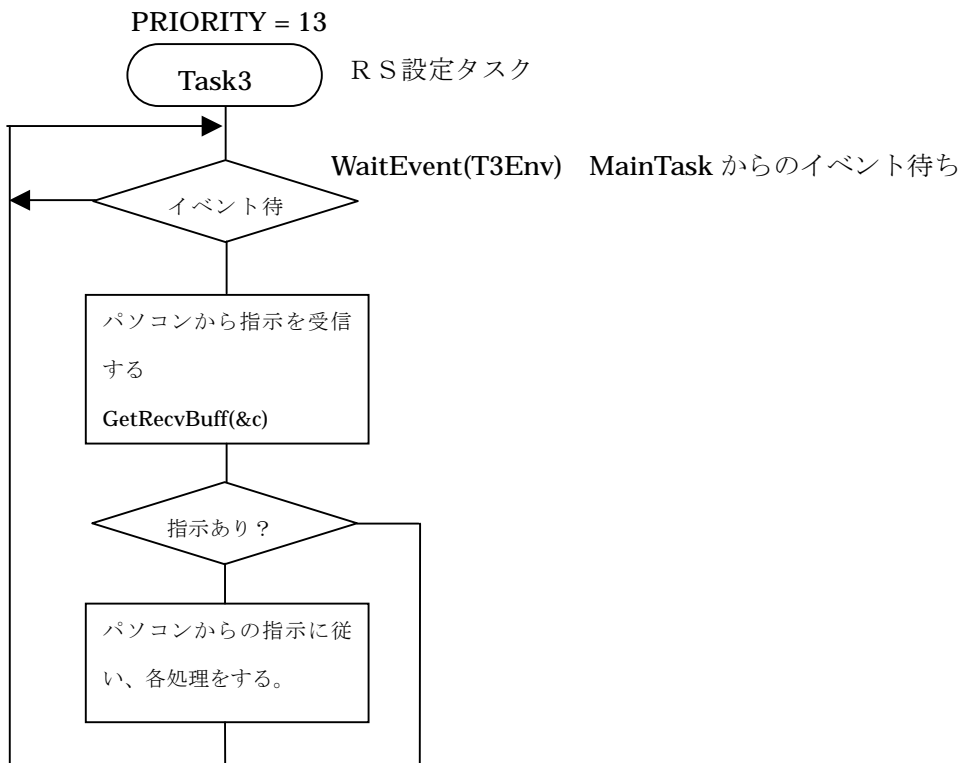 PRIORITY = 13
Task3
ＲＳ設定タスク
WaitEvent(T3Env) MainTask からのイベント待ち
イベント待
パソコンから指示を受信
する
GetRecvBuff(&c)
指示あり？
パソコンからの指示に従
い、各処理をする。